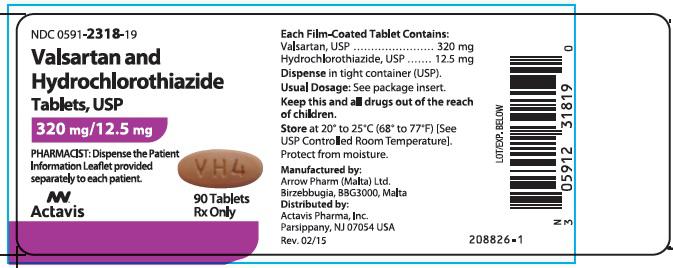 NDC 0591-2318-19
Valsartan and
Hydrochlorothiazide
Tablets, USP
320 mg/12.5 mg
PHARMACIST: Dispense the Patient
Information Leaflet provided
separately to each patient.
VH4
Actavis
90 Tablets
Rx Only
Each Film-Coated Tablet Contains:
Valsartan, USP ....................... 320 mg
Hydrochlorothiazide, USP ....... 12.5 mg
Dispense in tight container (USP).
Usual Dosage: See package insert.
Keep this and all drugs out of the reach
of children.
Store at 20° to 25°C (68° to 77°F) [See
USP Controlled Room Temperature].
Protect from moisture.
Manufactured by:
Arrow Pharm (Malta) Ltd.
Birzebbugia, BBG3000, Malta
Distributed by:
Actavis Pharma, Inc.
Parsippany, NJ 07054 USA
Rev. 02/15
208826-1
LOT/EXP. BELOW
N 3 05912 31819 0